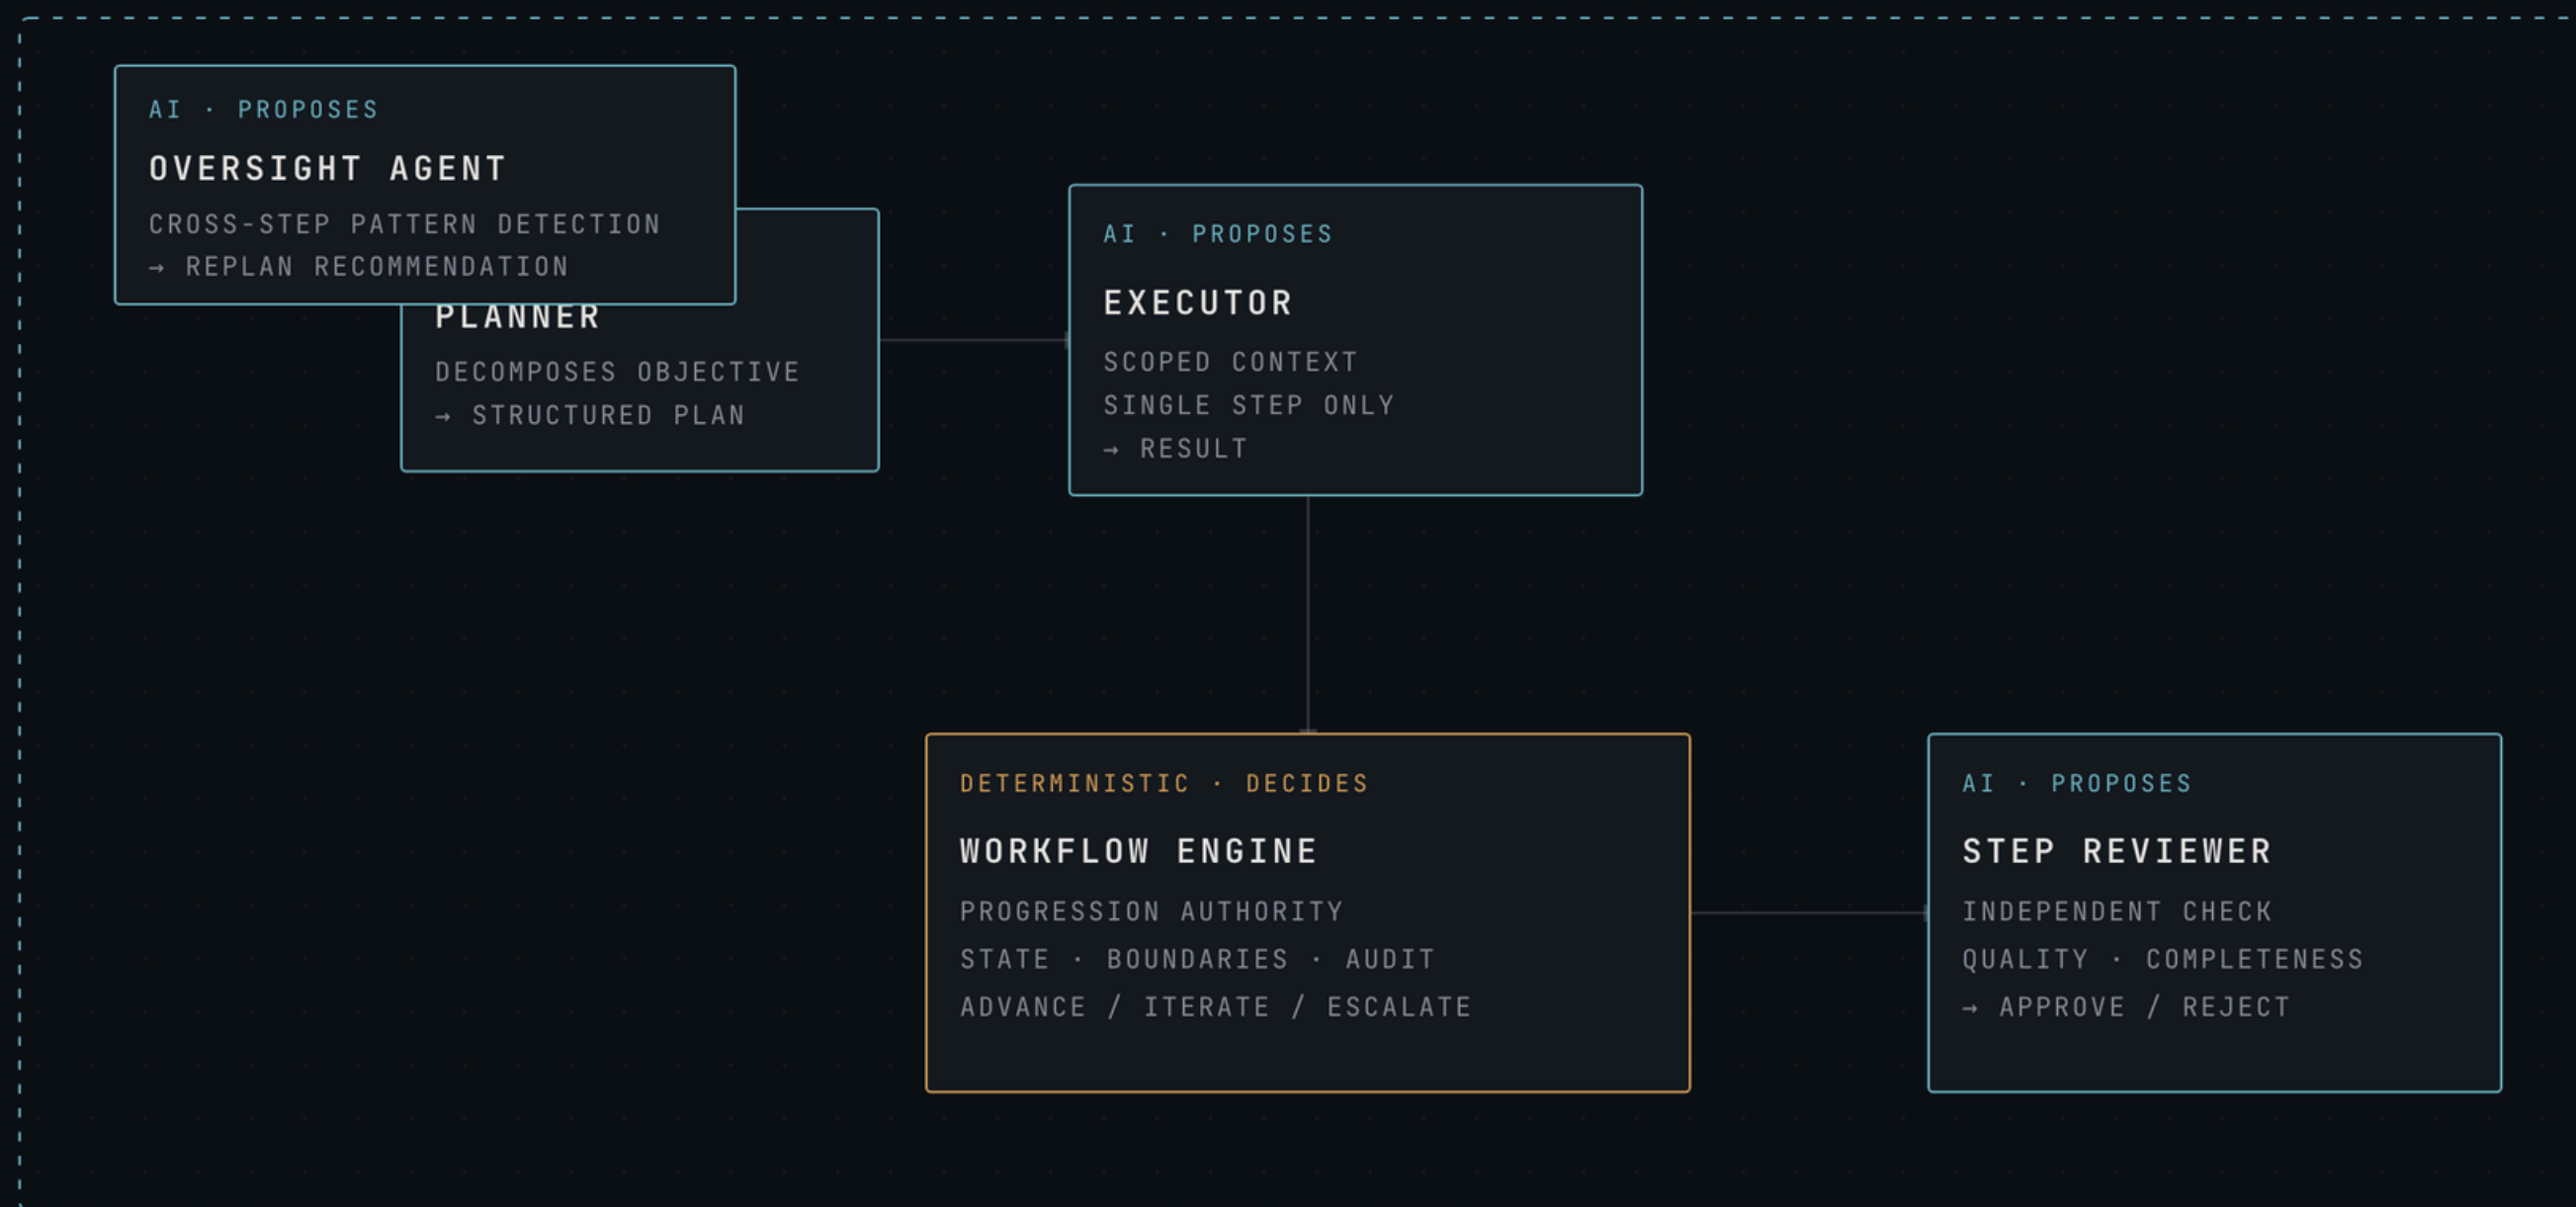 AI · PROPOSES
OVERSIGHT AGENT
CROSS-STEP PATTERN DETECTION
→ REPLAN RECOMMENDATION
PLANNER
DECOMPOSES OBJECTIVE
→ STRUCTURED PLAN
AI · PROPOSES
EXECUTOR
SCOPED CONTEXT
SINGLE STEP ONLY
→ RESULT
DETERMINISTIC · DECIDES
WORKFLOW ENGINE
PROGRESSION AUTHORITY
STATE · BOUNDARIES · AUDIT
ADVANCE / ITERATE / ESCALATE
AI · PROPOSES
STEP REVIEWER
INDEPENDENT CHECK
QUALITY · COMPLETENESS
→ APPROVE / REJECT